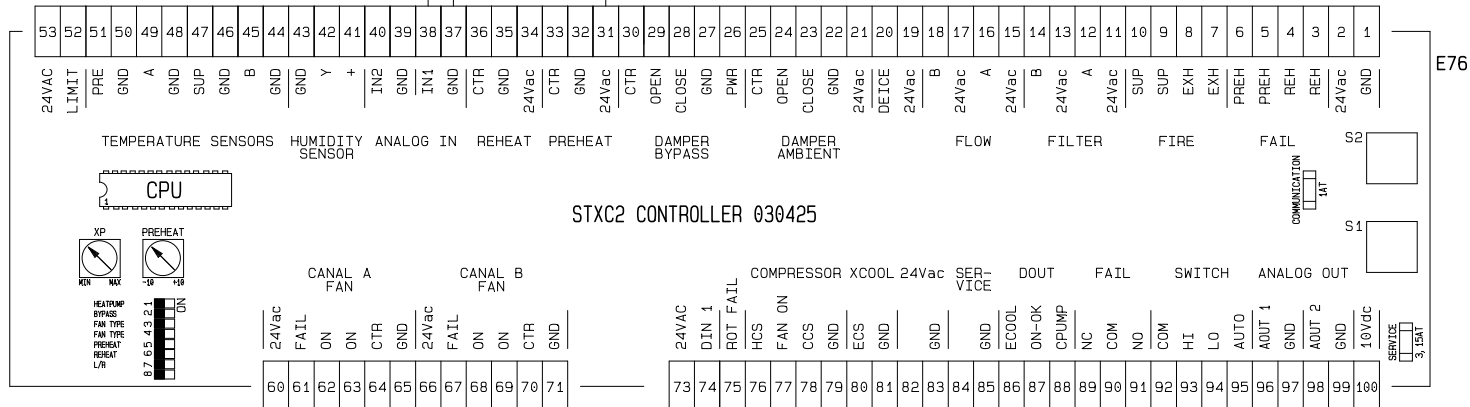 53 52 51 50 49 48 47 46 45 44 43 42 41 40 39 38 37 36 35 34 33 32 31 30 29 28 27 26 25 24 23 22 21 20 19 18 17 16 15 14 13 12 11 10 9 8 7 6 5 4 3 2 1
E76
24VAC LIMIT PRE GND A GND SUP GND B GND GND Y + IN2 GND IN1 GND CTR GND 24Vac CTR GND 24Vac CTR OPEN CLOSE GND PWR CTR OPEN CLOSE GND 24Vac DEICE 24Vac B 24Vac A 24Vac B 24Vac A 24Vac SUP SUP EXH EXH PREH PREH REH REH 24Vac GND
TEMPERATURE SENSORS HUMIDITY SENSOR ANALOG IN REHEAT PREHEAT DAMPER BYPASS DAMPER AMBIENT FLOW FILTER FIRE FAIL
S2
COMMUNICATION
1AT
CPU
1
STXC2 CONTROLLER 030425
S1
XP PREHEAT
MIN MAX -10 +10
HEATPUMP 1 ON
BYPASS 2
FAN TYPE 3
FAN TYPE 4
PREHEAT 5
REHEAT 6
L/R 7
8
CANAL A FAN
CANAL B FAN
COMPRESSOR XCOOL 24Vac SER-
VICE
DOUT FAIL SWITCH ANALOG OUT
24Vac FAIL ON ON CTR GND 24Vac FAIL ON ON CTR GND
24VAC DIN 1 ROT FAIL HCS FAN ON CCS GND ECS GND GND GND ECOOL ON-OK CPUMP NC COM NO COM HI LO AUTO AOUT 1 GND AOUT 2 GND 10Vdc
SERVICE
3,15AT
60 61 62 63 64 65 66 67 68 69 70 71
73 74 75 76 77 78 79 80 81 82 83 84 85 86 87 88 89 90 91 92 93 94 95 96 97 98 99 100